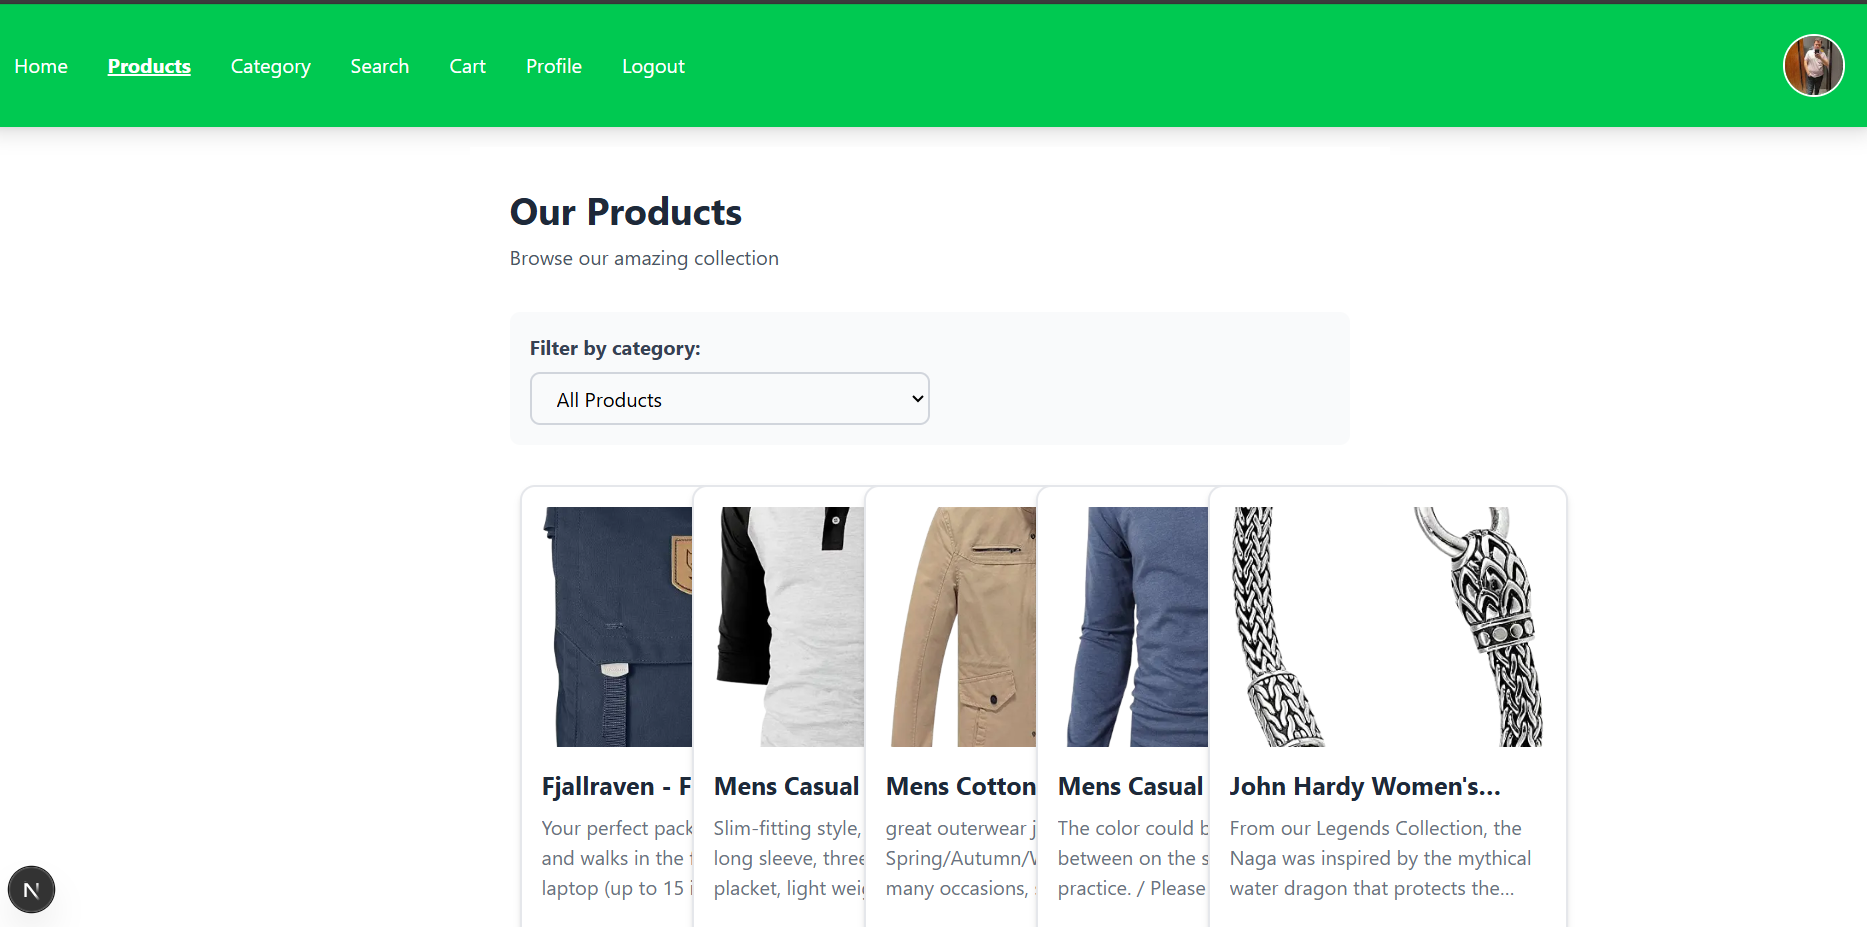 Home Products Category Search Cart Profile Logout
Our Products
Browse our amazing collection
Filter by category:
All Products
Fjallraven - F
Your perfect pack
and walks in the
laptop (up to 15
Mens Casual
Slim-fitting style,
long sleeve, three
placket, light wei
Mens Cotton
great outerwear j
Spring/Autumn/W
many occasions,
Mens Casual
The color could b
between on the s
practice. / Please
John Hardy Women's...
From our Legends Collection, the
Naga was inspired by the mythical
water dragon that protects the...
N